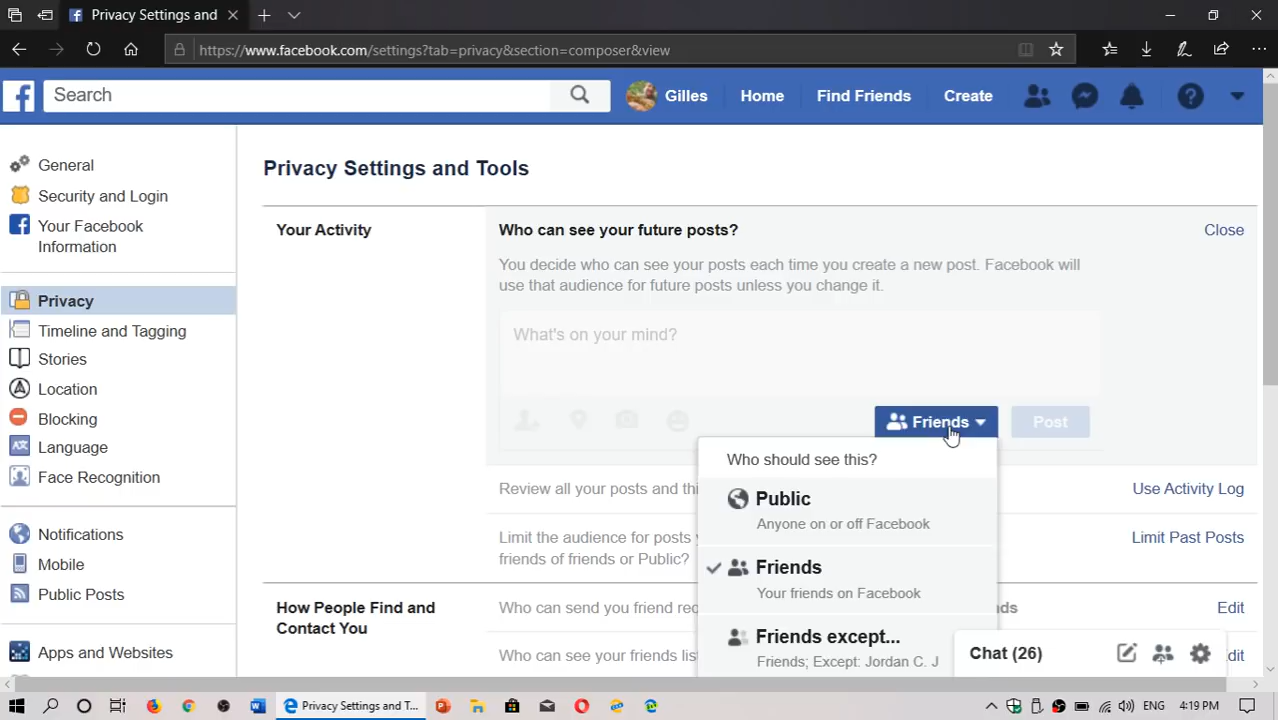 Privacy Settings and
https://www.facebook.com/settings?tab=privacy&section=composer&view
Search
Gilles
Home
Find Friends
Create
General
Security and Login
Your Facebook
Information
Privacy
Timeline and Tagging
Stories
Location
Blocking
Language
Face Recognition
Notifications
Mobile
Public Posts
Apps and Websites
Privacy Settings and Tools
Your Activity
Who can see your future posts?
Close
You decide who can see your posts each time you create a new post. Facebook will
use that audience for future posts unless you change it.
What's on your mind?
Friends
Post
Who should see this?
Public
Anyone on or off Facebook
Friends
Your friends on Facebook
Friends except...
Friends; Except: Jordan C. J
Review all your posts and
Use Activity Log
Limit the audience for posts
friends of friends or Public?
Limit Past Posts
How People Find and
Contact You
Who can send you friend
Edit
Who can see your friends
Chat (26)
Privacy Settings and T...
ENG
4:19 PM